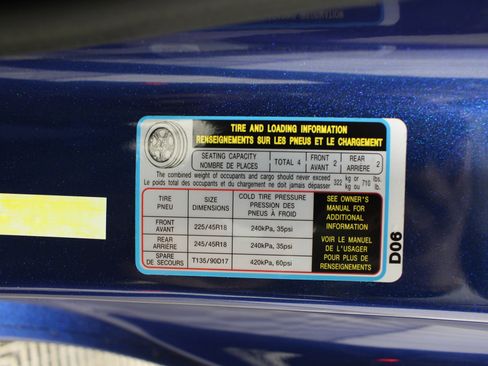 TIRE AND LOADING INFORMATION
RENSEIGNEMENTS SUR LES PNEUS ET LE CHARGEMENT
SEATING CAPACITY
NOMBRE DE PLACES
TOTAL 4
FRONT
AVANT 2
REAR
ARRIÈRE 2
The combined weight of occupants and cargo should never exceed
Le poids total des occupants et du chargement ne doit jamais dépasser
322 kg or
kg ou 710 lbs.
lb.
TIRE
PNEU
SIZE
DIMENSIONS
COLD TIRE PRESSURE
PRESSION DES
PNEUS À FROID
FRONT
AVANT
225/45R18
240kPa, 35psi
REAR
ARRIÈRE
245/45R18
240kPa, 35psi
SPARE
DE SECOURS
T135/90D17
420kPa, 60psi
SEE OWNER'S
MANUAL FOR
ADDITIONAL
INFORMATION
VOIR LE MANUEL
DE L'USAGER
POUR PLUS DE
RENSEIGNEMENTS
D06